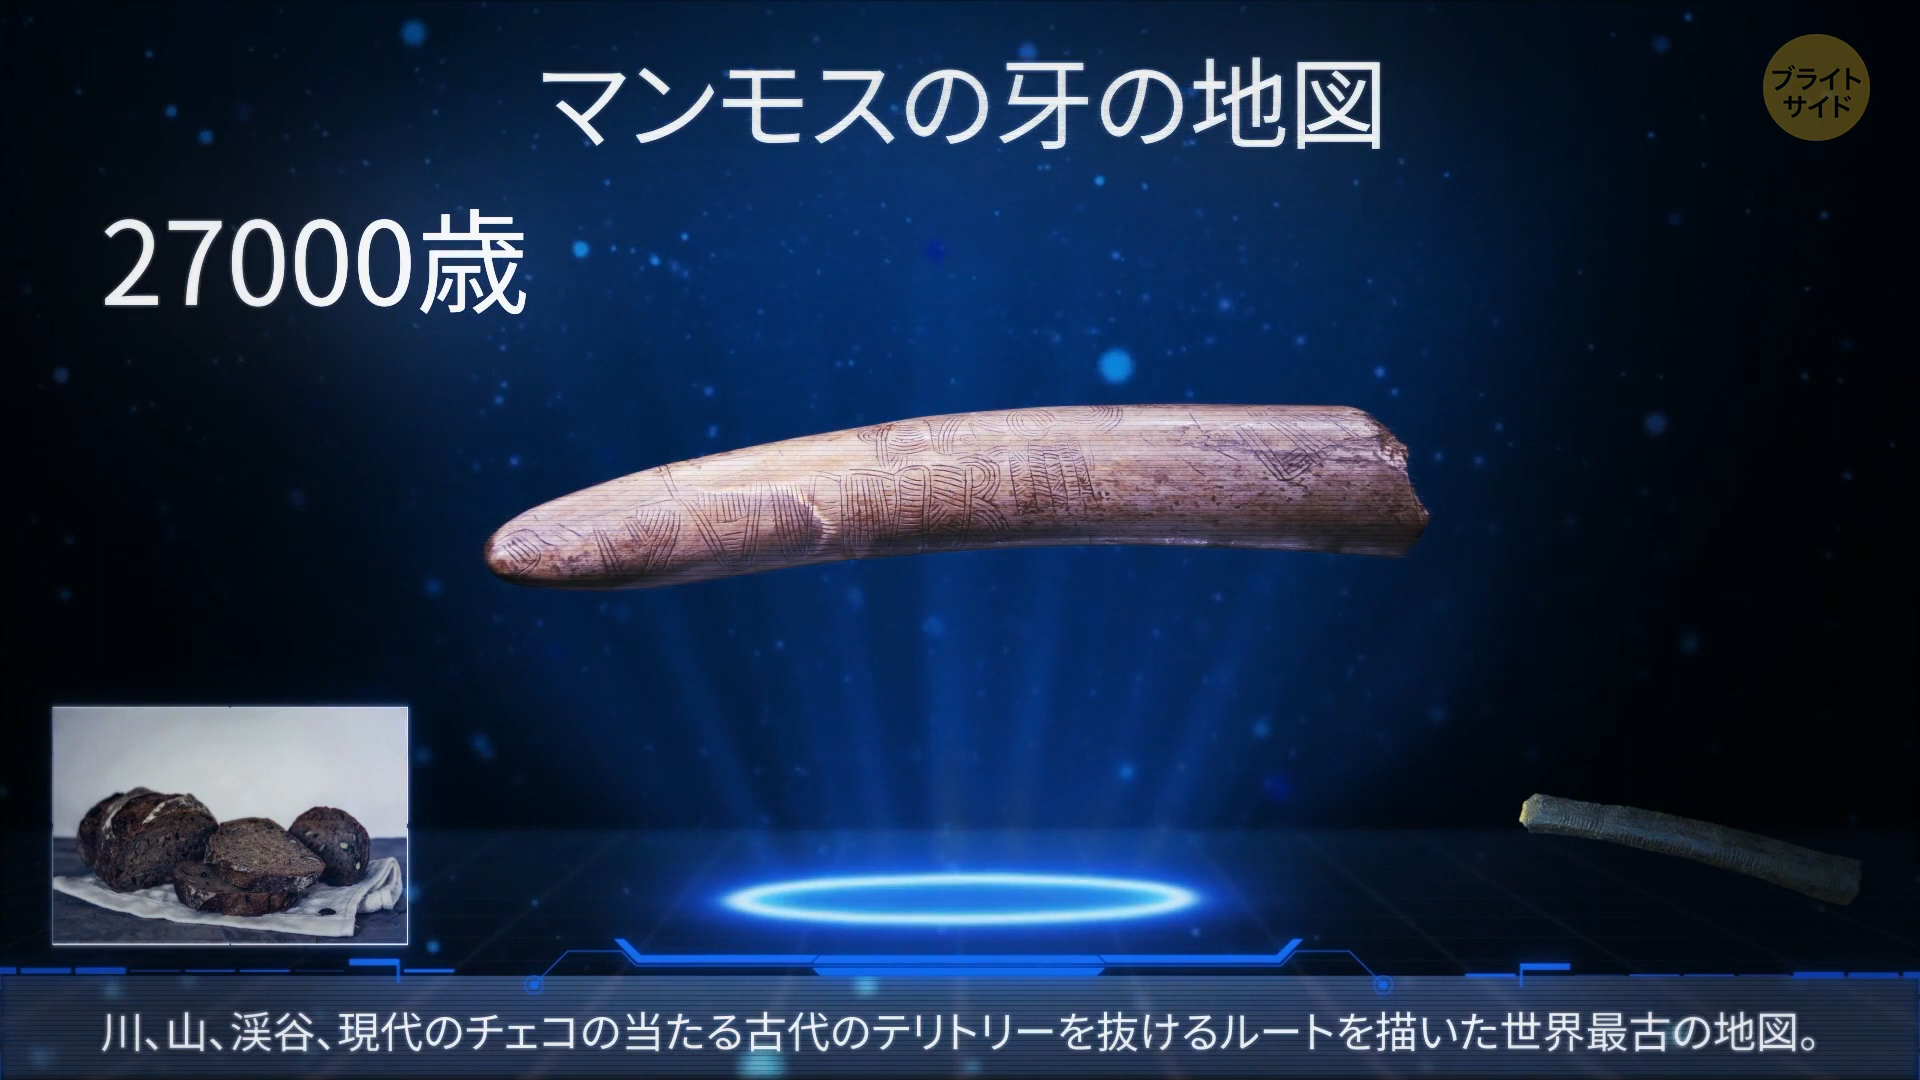 マンモスの牙の地図
ブライト
サイド
27000歳
川、山、渓谷、現代のチェコの当たる古代のテリトリーを抜けるルートを描いた世界最古の地図。